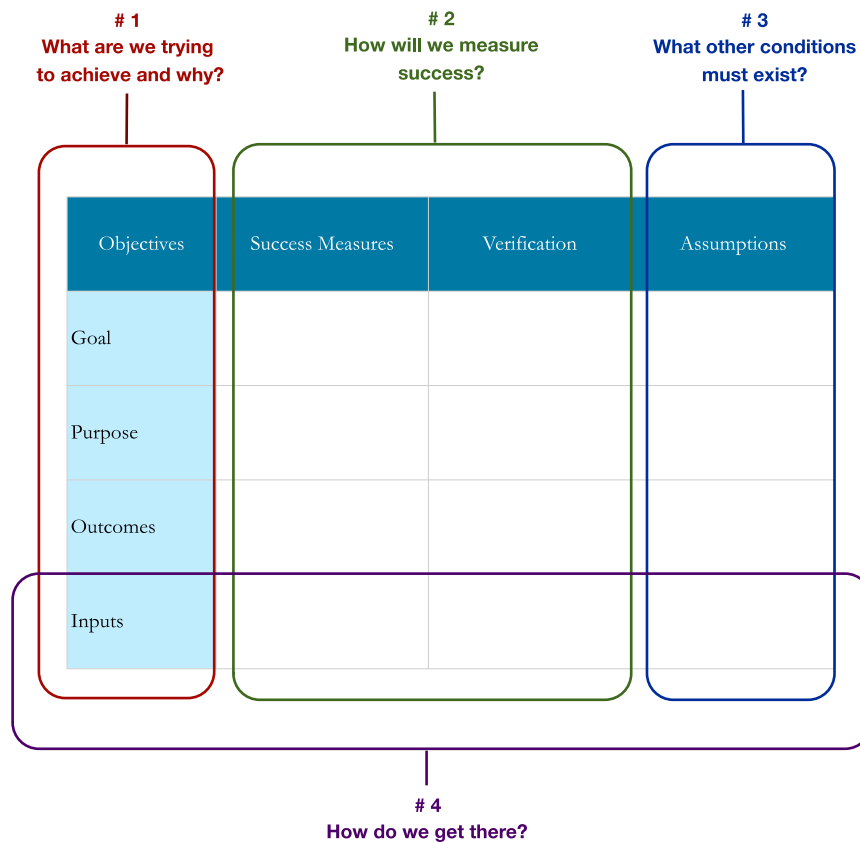 # 1
What are we trying
to achieve and why?
# 2
How will we measure
success?
# 3
What other conditions
must exist?
Objectives
Success Measures
Verification
Assumptions
Goal
Purpose
Outcomes
Inputs
# 4
How do we get there?